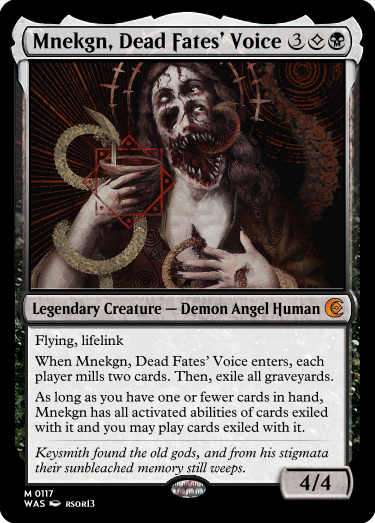 Mnekgn, Dead Fates' Voice 3
Legendary Creature — Demon Angel Human
Flying, lifelink
When Mnekgn, Dead Fates' Voice enters, each
player mills two cards. Then, exile all graveyards.
As long as you have one or fewer cards in hand,
Mnekgn has all activated abilities of cards exiled
with it and you may play cards exiled with it.
Keysmith found the old gods, and from his stigmata
their unbleached memory still weeps.
4/4
M 0117
WAS rsor13